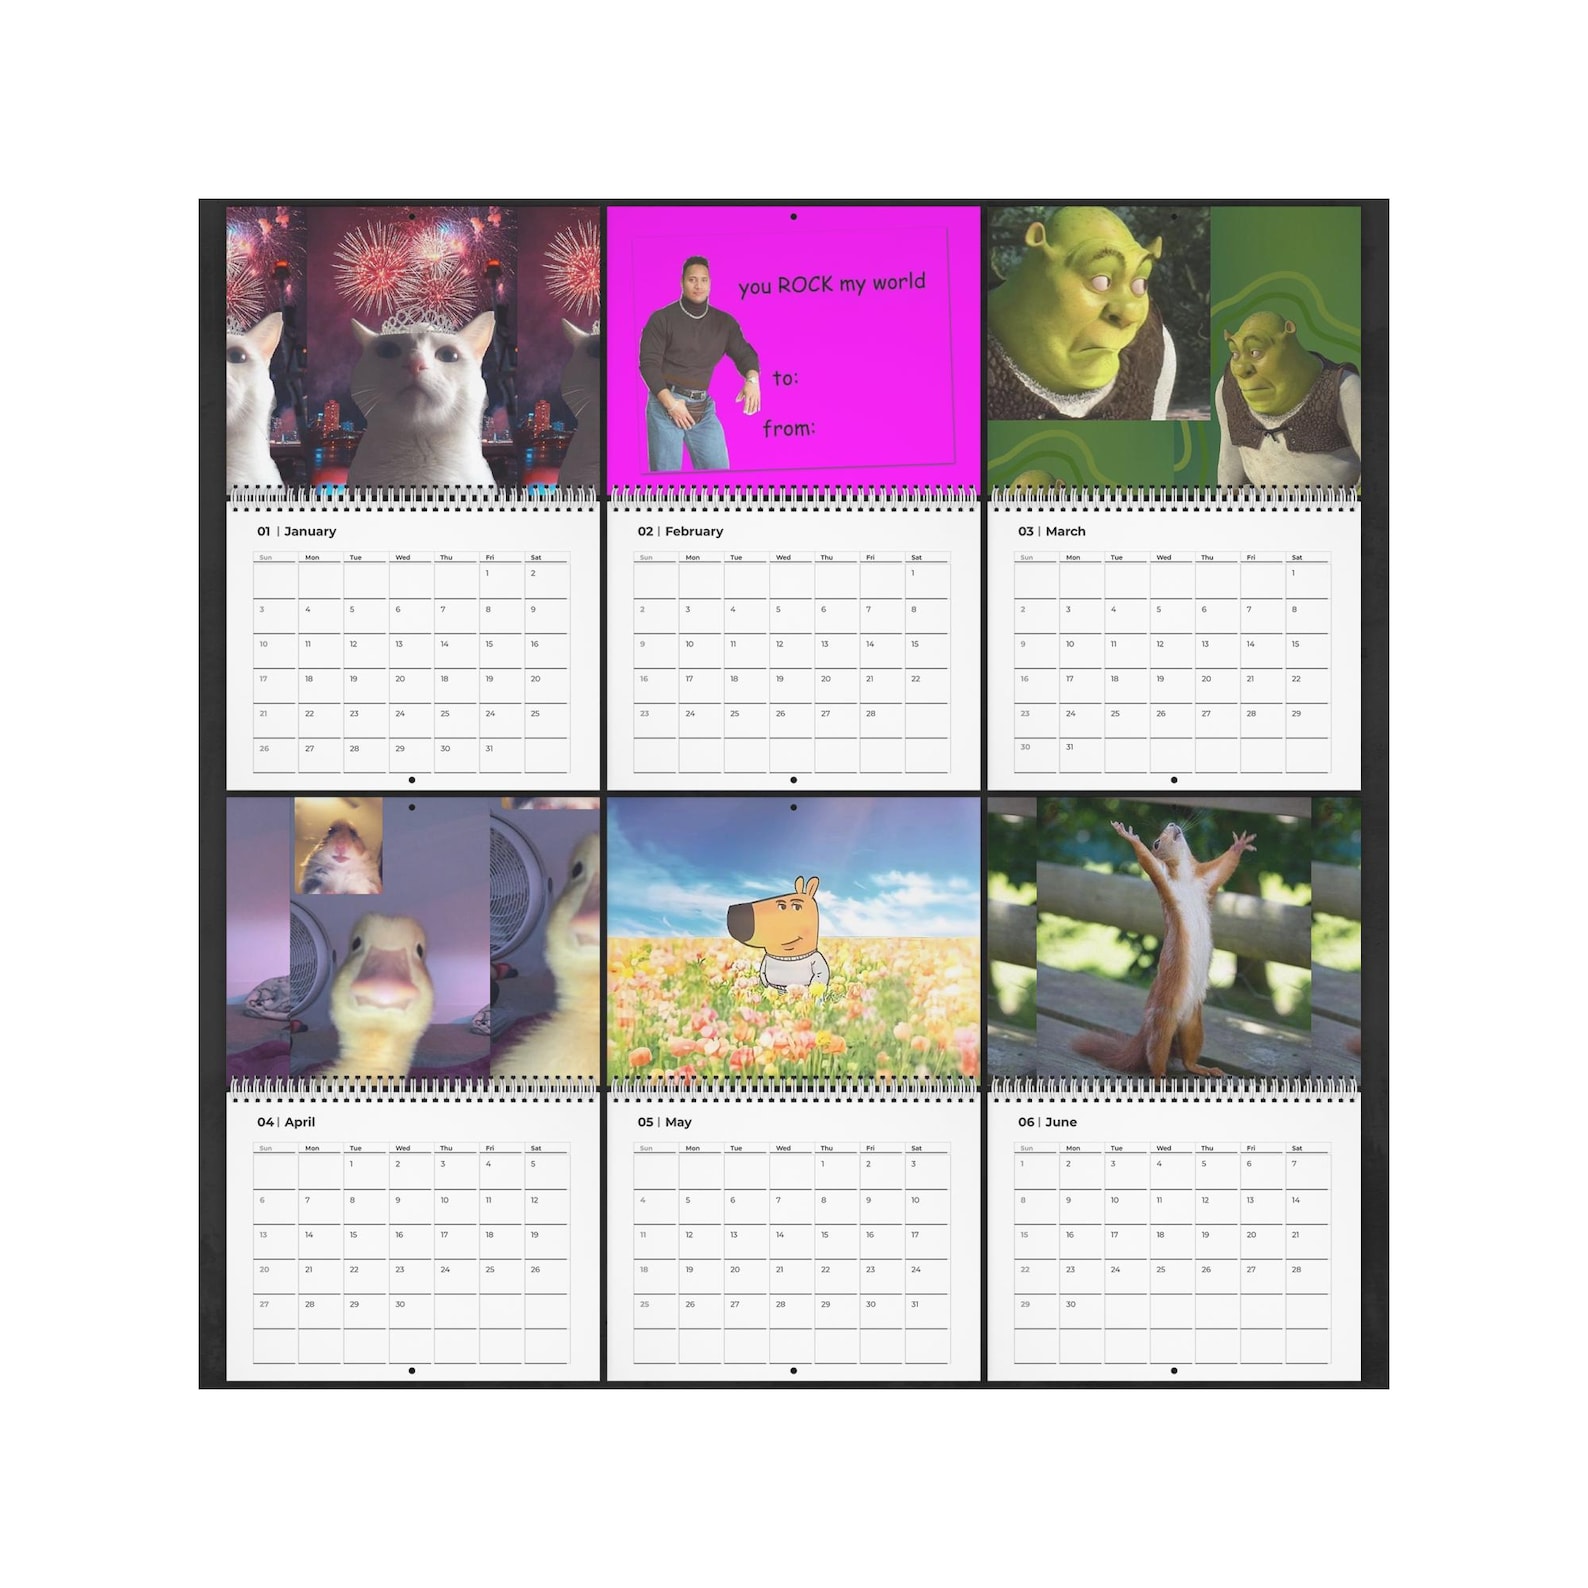 you ROCK my world
to:
from:
01 | January
Sun Mon Tue Wed Thu Fri Sat
1 2
3 4 5 6 7 8 9
10 11 12 13 14 15 16
17 18 19 20 18 19 20
21 22 23 24 25 24 25
26 27 28 29 30 31
02 | February
Sun Mon Tue Wed Thu Fri Sat
1
2 3 4 5 6 7 8
9 10 11 12 13 14 15
16 17 18 19 20 21 22
23 24 25 26 27 28
03 | March
Sun Mon Tue Wed Thu Fri Sat
1
2 3 4 5 6 7 8
9 10 11 12 13 14 15
16 17 18 19 20 21 22
23 24 25 26 27 28 29
30 31
04 | April
Sun Mon Tue Wed Thu Fri Sat
1 2 3 4 5
6 7 8 9 10 11 12
13 14 15 16 17 18 19
20 21 22 23 24 25 26
27 28 29 30
05 | May
Sun Mon Tue Wed Thu Fri Sat
1 2 3
4 5 6 7 8 9 10
11 12 13 14 15 16 17
18 19 20 21 22 23 24
25 26 27 28 29 30 31
06 | June
Sun Mon Tue Wed Thu Fri Sat
1 2 3 4 5 6 7
8 9 10 11 12 13 14
15 16 17 18 19 20 21
22 23 24 25 26 27 28
29 30